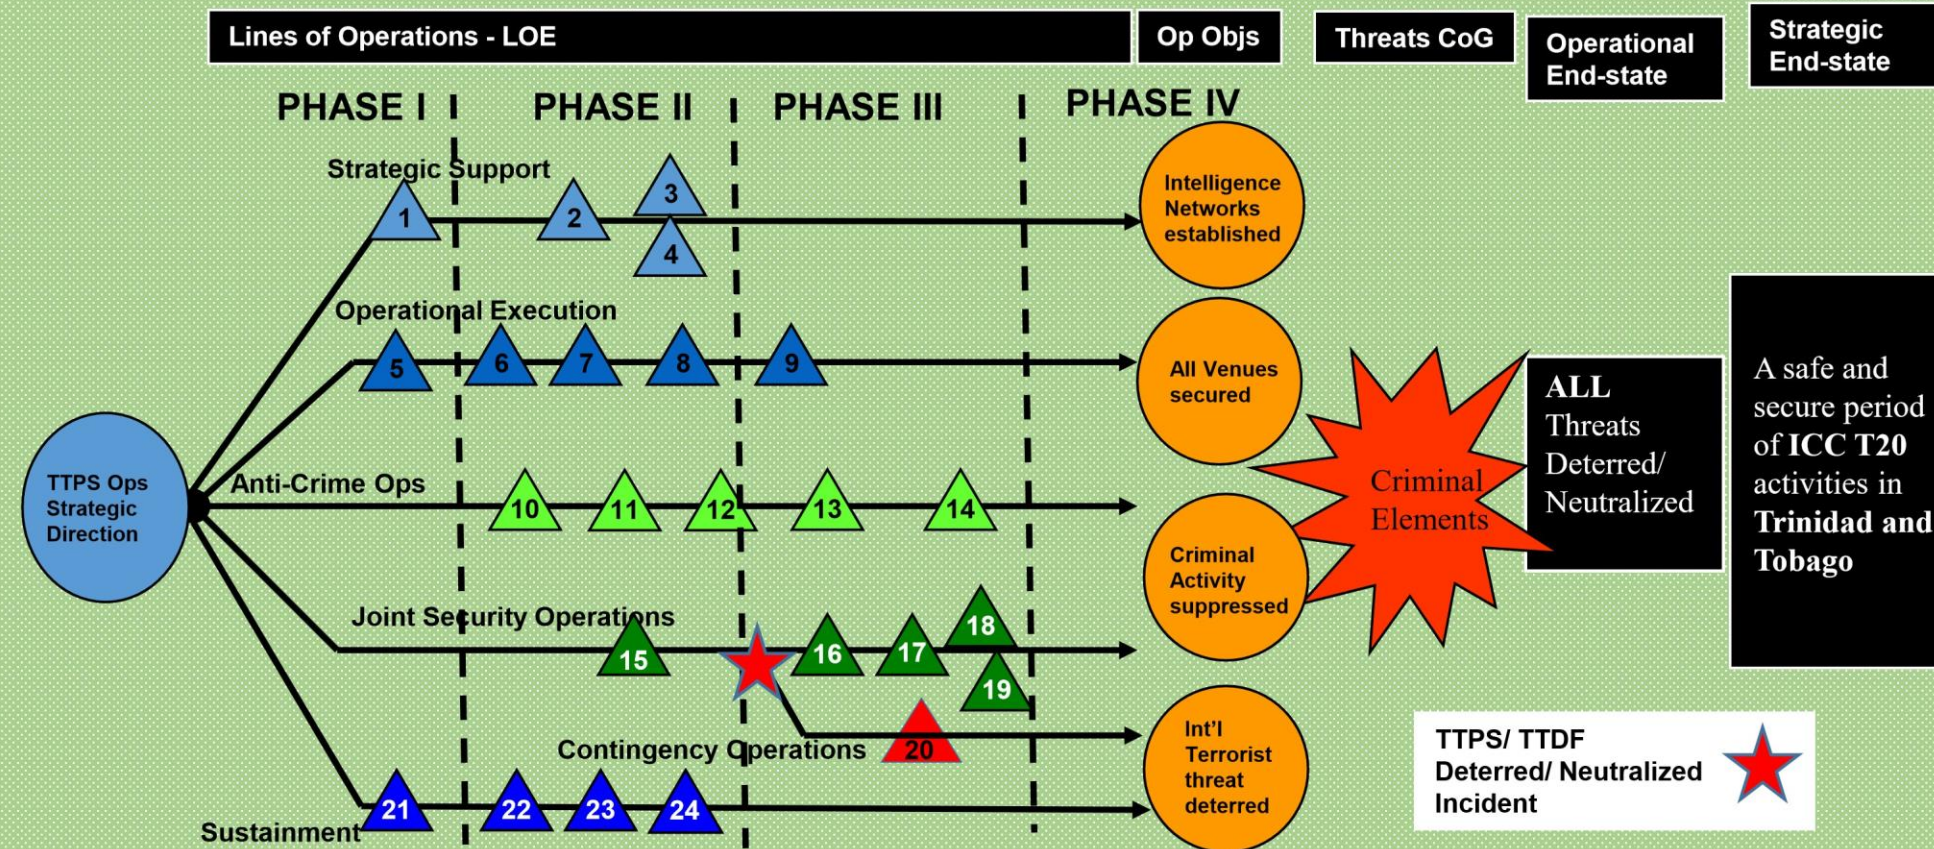 Lines of Operations - LOE
Op Objs
Threats CoG
Operational
End-state
Strategic
End-state
PHASE I
PHASE II
PHASE III
PHASE IV
Strategic Support
1
2
3
4
Intelligence
Networks
established
Operational Execution
5
6
7
8
9
All Venues
secured
TTPS Ops
Strategic
Direction
Anti-Crime Ops
10
11
12
13
14
Criminal
Activity
suppressed
Joint Security Operations
15
16
17
18
19
Contingency Operations
20
Int'l
Terrorist
threat
deterred
21
22
23
24
Sustainment
Criminal
Elements
ALL
Threats
Deterred/
Neutralized
A safe and
secure period
of ICC T20
activities in
Trinidad and
Tobago
TTPS/ TTDF
Deterred/ Neutralized
Incident